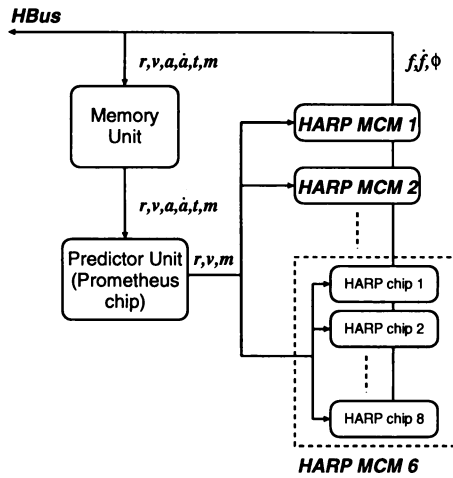 HBus
r,v,a,ȧ,t,m
f,ḟ,ϕ
Memory
Unit
HARP MCM 1
HARP MCM 2
r,v,a,ȧ,t,m
Predictor Unit
(Prometheus
chip)
r,v,m
HARP chip 1
HARP chip 2
HARP chip 8
HARP MCM 6